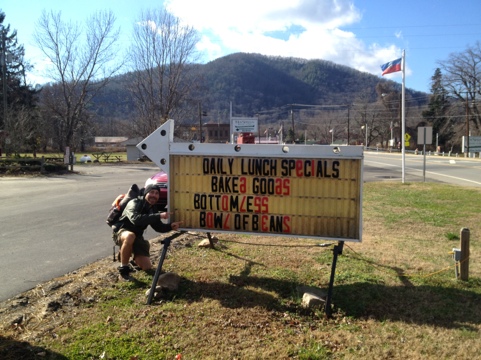 DAILY LUNCH SPeCIALS
BAKEd GOOdS
BOTTOMLESS
BOWL OF BEANS